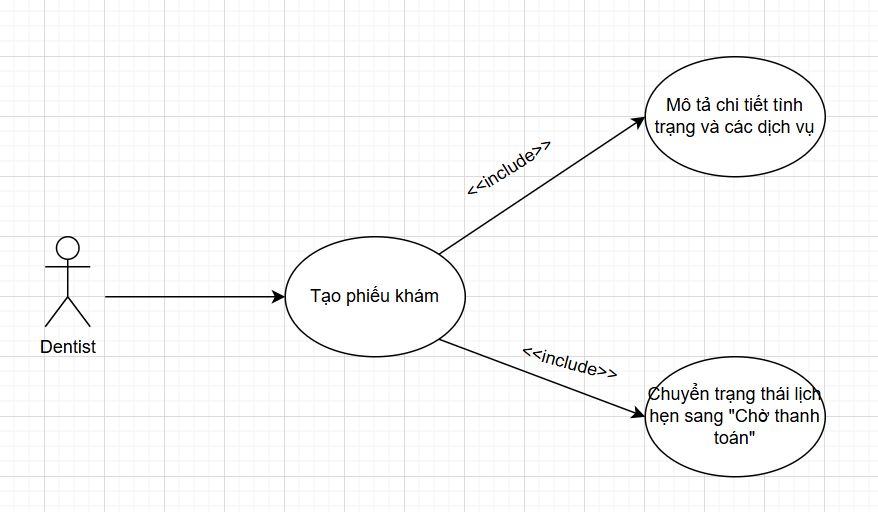 Mô tả chi tiết tình
trạng và các dịch vụ
<<include>>
Tạo phiếu khám
Dentist
<<include>>
Chuyển trạng thái lịch
hẹn sang "Chờ thanh
toán"